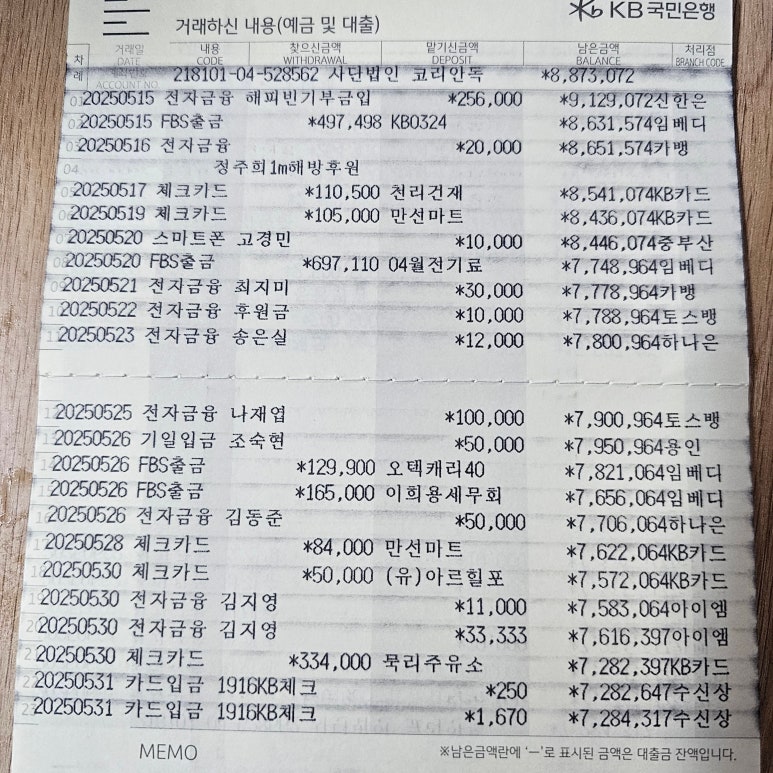 KB국민은행
거래하신 내용(예금 및 대출)
차례 거래일 DATE 계좌번호 ACCOUNT NO. 내용 CODE 찾으신금액 WITHDRAWAL 맡기신금액 DEPOSIT 남은금액 BALANCE 처리점 BRANCH CODE
218101-04-528562 사단법인 코리안독 *8,873,072
01 20250515 전자금융 해피빈기부금입 *256,000 *9,129,072신한은
02 20250515 FBS출금 *497,498 KB0324 *8,631,574임베디
03 20250516 전자금융 *20,000 *8,651,574카뱅
04 정주희1m해방후원
20250517 체크카드 *110,500 천리건재 *8,541,074KB카드
20250519 체크카드 *105,000 만선마트 *8,436,074KB카드
20250520 스마트폰 고경민 *10,000 *8,446,074중부산
20250520 FBS출금 *697,110 04월전기료 *7,748,964임베디
20250521 전자금융 최지미 *30,000 *7,778,964카뱅
20250522 전자금융 후원금 *10,000 *7,788,964토스뱅
20250523 전자금융 송은실 *12,000 *7,800,964하나은
20250525 전자금융 나재엽 *100,000 *7,900,964토스뱅
20250526 기일입금 조숙현 *50,000 *7,950,964용인
20250526 FBS출금 *129,900 오텍캐리40 *7,821,064임베디
20250526 FBS출금 *165,000 이희용세무회 *7,656,064임베디
20250526 전자금융 김동준 *50,000 *7,706,064하나은
20250528 체크카드 *84,000 만선마트 *7,622,064KB카드
20250530 체크카드 *50,000 (유)아르힐포 *7,572,064KB카드
20250530 전자금융 김지영 *11,000 *7,583,064아이엠
20250530 전자금융 김지영 *33,333 *7,616,397아이엠
20250530 체크카드 *334,000 묵리주유소 *7,282,397KB카드
20250531 카드입금 1916KB체크 *250 *7,282,647수신상
20250531 카드입금 1916KB체크 *1,670 *7,284,317수신상
MEMO ※남은금액란에 '—'로 표시된 금액은 대출금 잔액입니다.